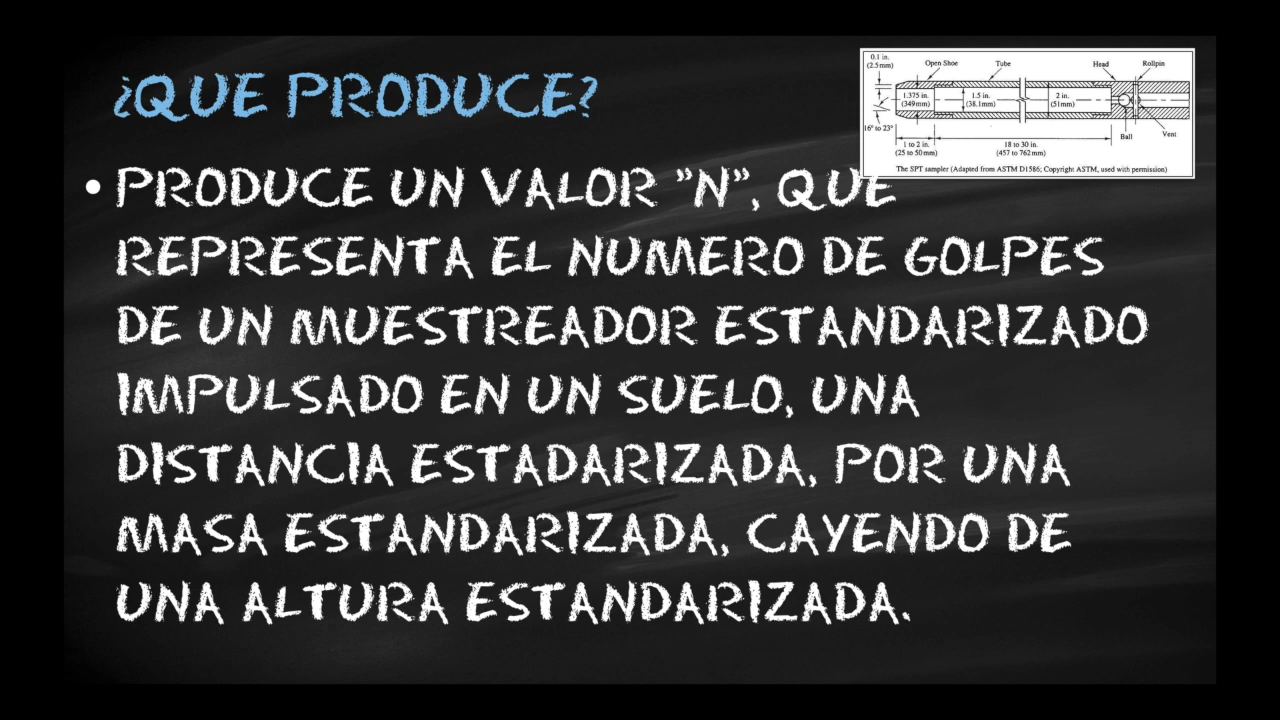 ¿QUE PRODUCE?
0.1 in.
(2.5mm)
Open Shoe
Tube
Head
Rollpin
1.375 in.
(349mm)
1.5 in.
(38.1mm)
2 in.
(51mm)
16° to 23°
Ball
Vent
1 to 2 in.
(25 to 50mm)
18 to 30 in.
(457 to 762mm)
The SPT sampler (Adapted from ASTM D1586; Copyright ASTM, used with permission)
• PRODUCE UN VALOR "N", QUE
REPRESENTA EL NUMERO DE GOLPES
DE UN MUESTREADOR ESTANDARIZADO
IMPULSADO EN UN SUELO, UNA
DISTANCIA ESTADARIZADA, POR UNA
MASA ESTANDARIZADA, CAYENDO DE
UNA ALTURA ESTANDARIZADA.